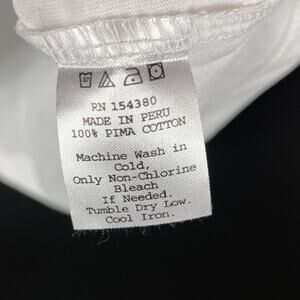 RN 154380
MADE IN PERU
100% PIMA COTTON
Machine Wash in
Cold,
Only Non-Chlorine
Bleach
If Needed.
Tumble Dry Low.
Cool Iron.